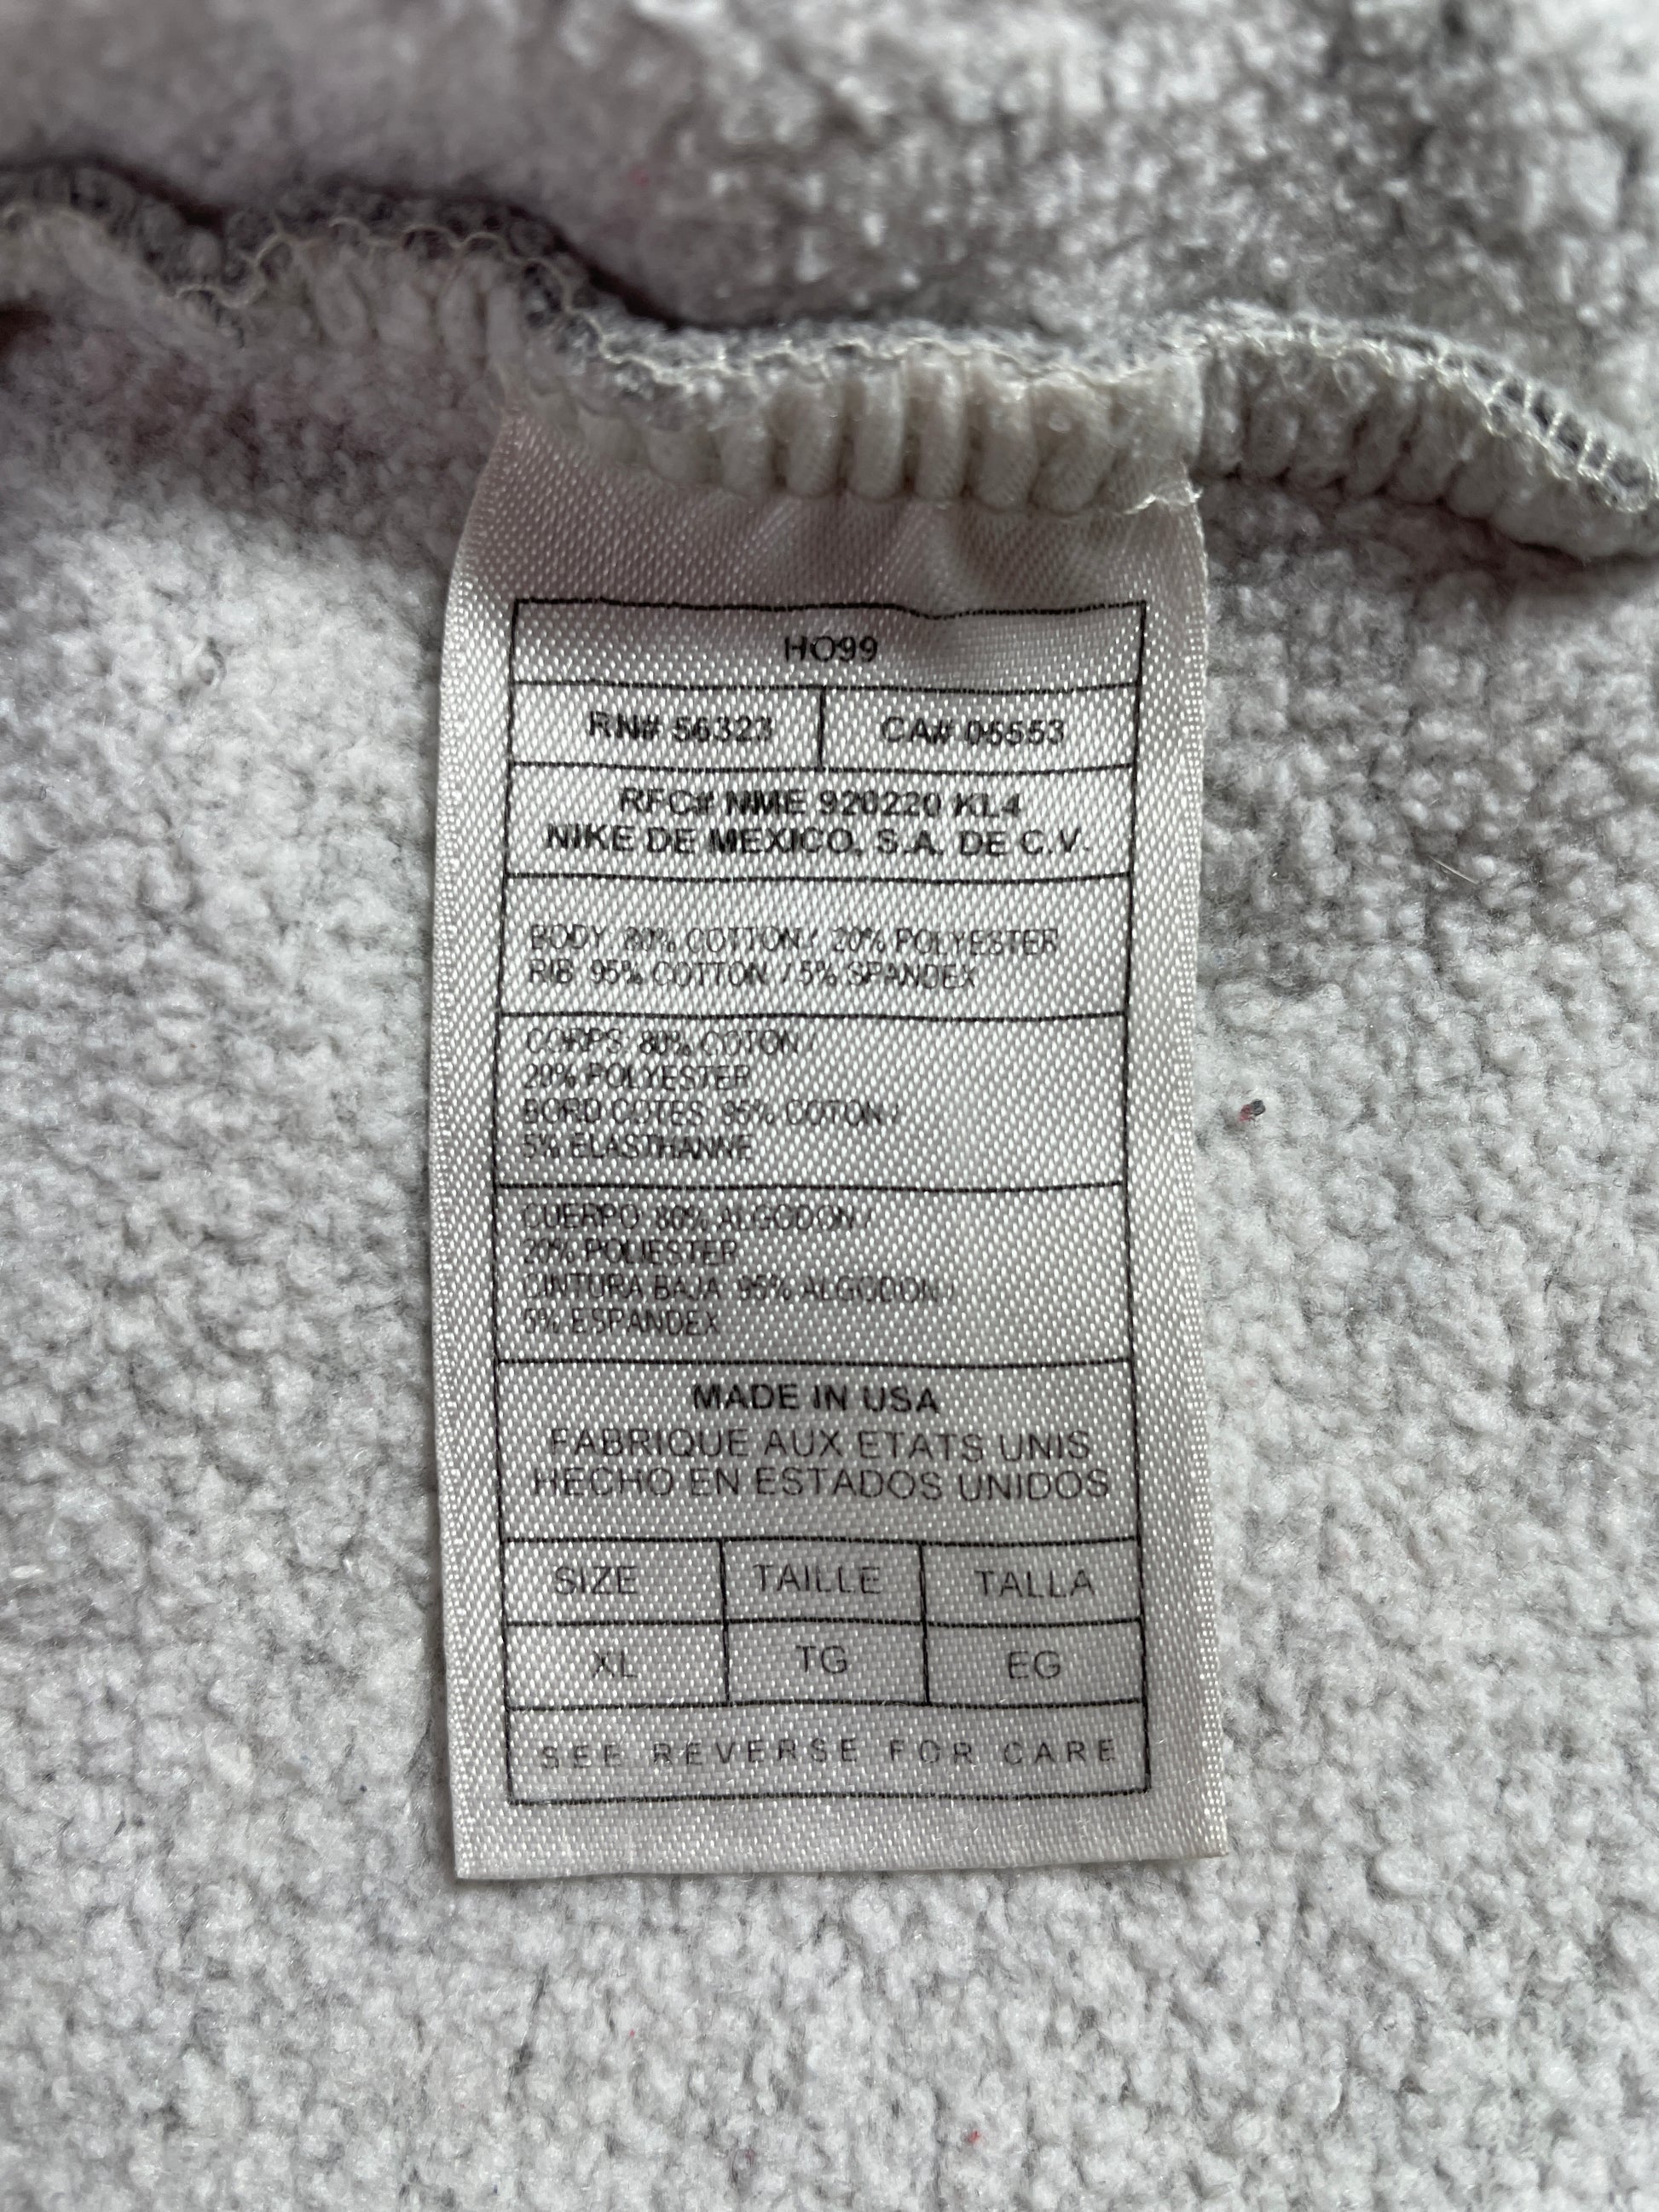 HO99
RN# 56323 CA# 05553
RFC# NME 920220 KL4
NIKE DE MEXICO, S.A. DE C.V.
BODY: 80% COTTON / 20% POLYESTER
RIB: 95% COTTON / 5% SPANDEX
CORPS: 80% COTON/
20% POLYESTER
BORD COTES: 95% COTON/
5% ELASTHANNE
CUERPO: 80% ALGODON/
20% POLIESTER
CINTURA BAJA: 95% ALGODON/
5% ESPANDEX
MADE IN USA
FABRIQUE AUX ETATS UNIS
HECHO EN ESTADOS UNIDOS
SIZE TAILLE TALLA
XL TG EG
SEE REVERSE FOR CARE